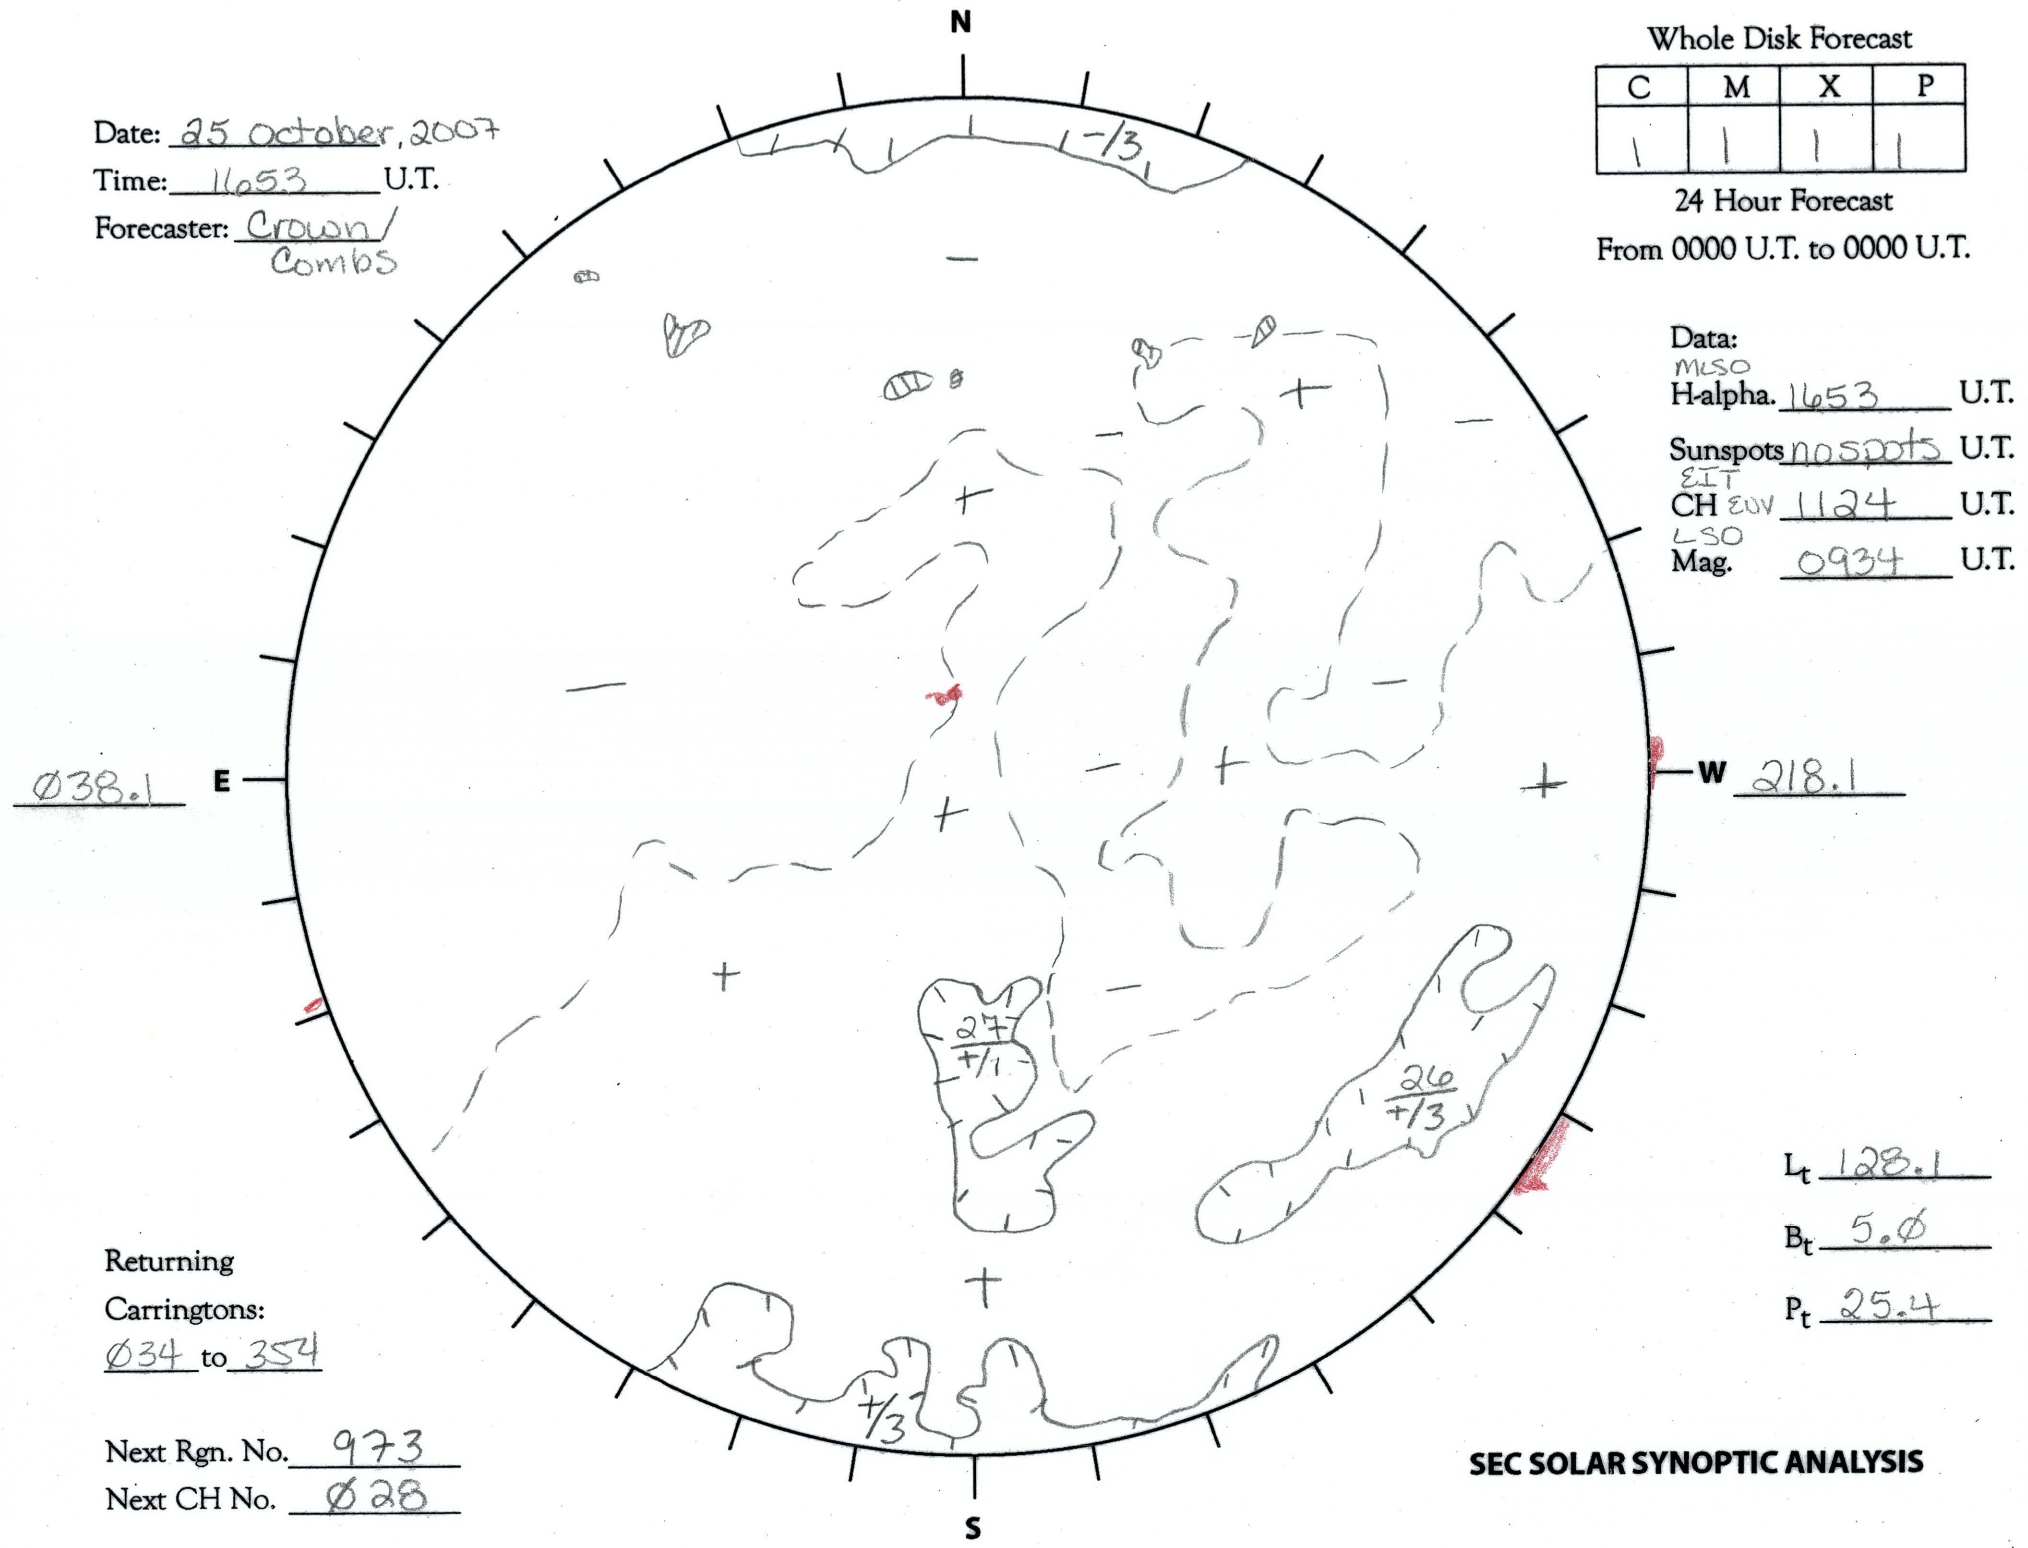 N
Whole Disk Forecast
C M X P
1 1 1 1
24 Hour Forecast
From 0000 U.T. to 0000 U.T.
Date: 25 October, 2007
Time: 1653 U.T.
Forecaster: Crown/
Combs
-/3
−
Data:
MLSO
H-alpha. 1653 U.T.
Sunspots no spots U.T.
EIT
CH EUV 1124 U.T.
LSO
Mag. 0934 U.T.
+
−
−
+
−
−
Ø38.1 E
− + +
W 218.1
+
+
−
27
+/1
26
+/3
Lt 128.1
Bt 5.Ø
Pt 25.4
+
+/3
Returning
Carringtons:
Ø34 to 354
Next Rgn. No. 973
Next CH No. Ø28
SEC SOLAR SYNOPTIC ANALYSIS
S